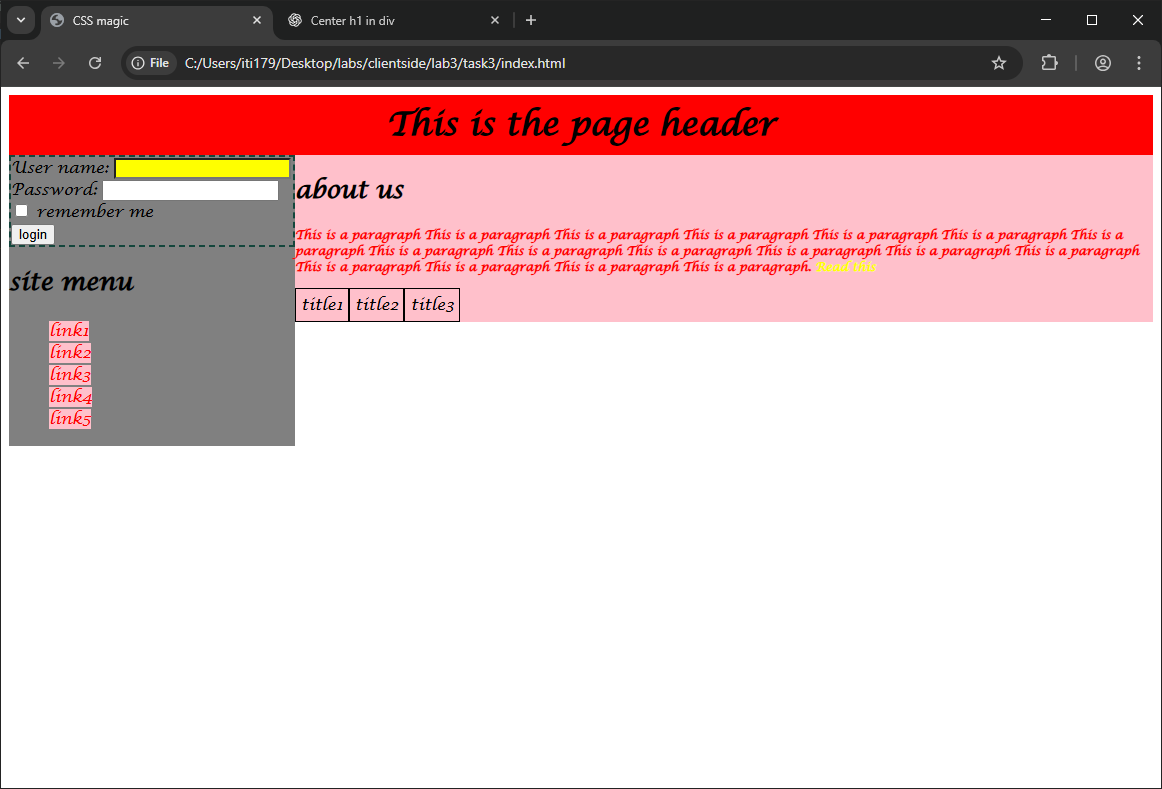 CSS magic
Center h1 in div
File
C:/Users/iti179/Desktop/labs/clientside/lab3/task3/index.html
This is the page header
User name:
Password:
remember me
login
site menu
link1
link2
link3
link4
link5
about us
This is a paragraph This is a paragraph This is a paragraph This is a paragraph This is a paragraph This is a paragraph This is a
paragraph This is a paragraph This is a paragraph This is a paragraph This is a paragraph This is a paragraph This is a paragraph
This is a paragraph This is a paragraph This is a paragraph This is a paragraph. Read this
title1 title2 title3